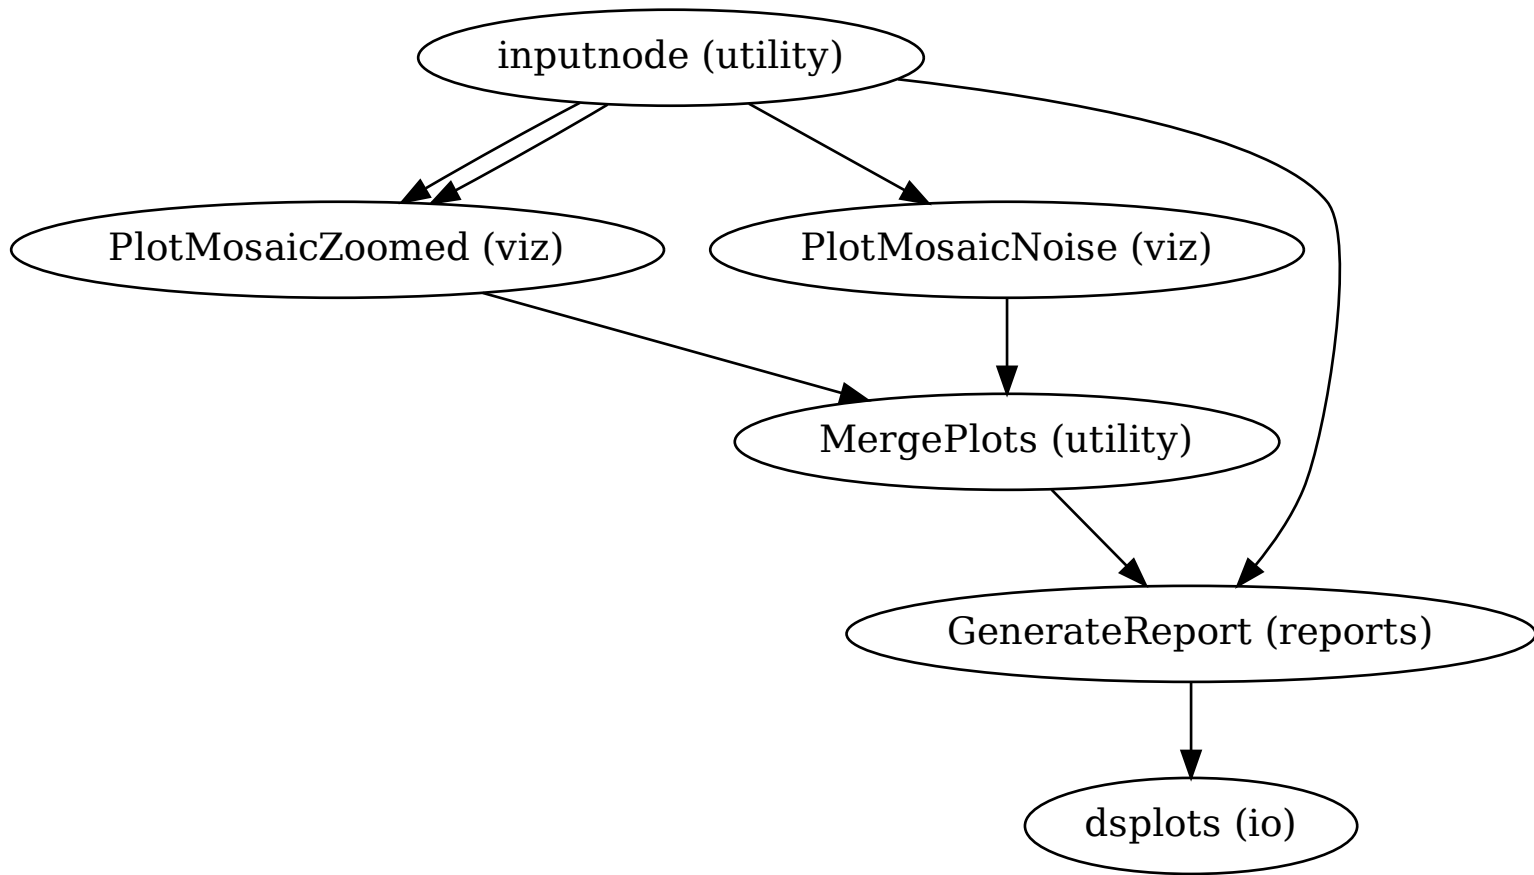 inputnode (utility)
PlotMosaicZoomed (viz)
PlotMosaicNoise (viz)
MergePlots (utility)
GenerateReport (reports)
dsplots (io)